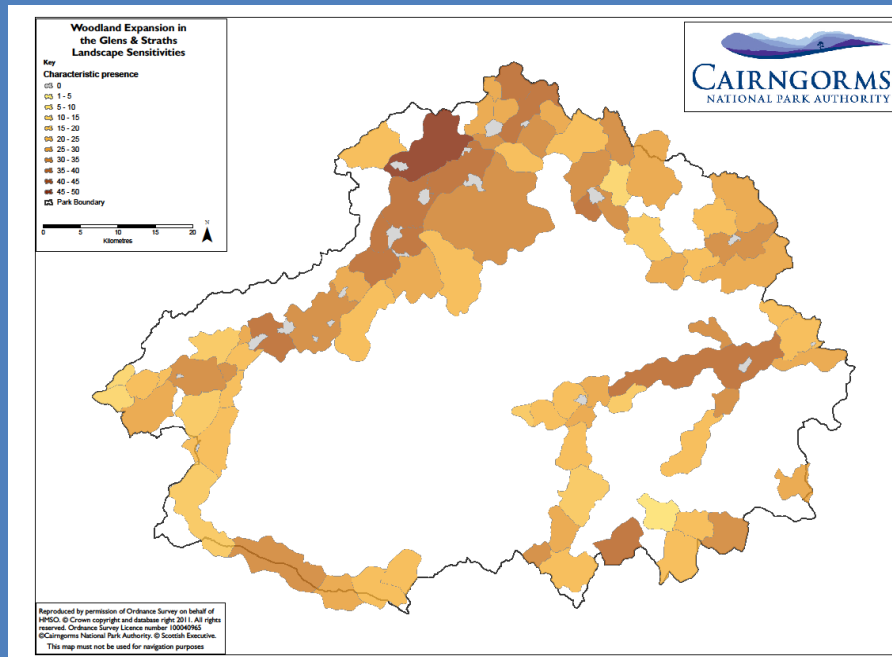 Woodland Expansion in
the Glens & Straths
Landscape Sensitivities
Key
Characteristic presence
0
1 - 5
5 - 10
10 - 15
15 - 20
20 - 25
25 - 30
30 - 35
35 - 40
40 - 45
45 - 50
Park Boundary
0 5 10 15 20
Kilometres
N
CAIRNGORMS
NATIONAL PARK AUTHORITY
Reproduced by permission of Ordnance Survey on behalf of
HMSO. © Crown copyright and database right 2011. All rights
reserved. Ordnance Survey Licence number 100040965
©Cairngorms National Park Authority. © Scottish Executive.
This map must not be used for navigation purposes